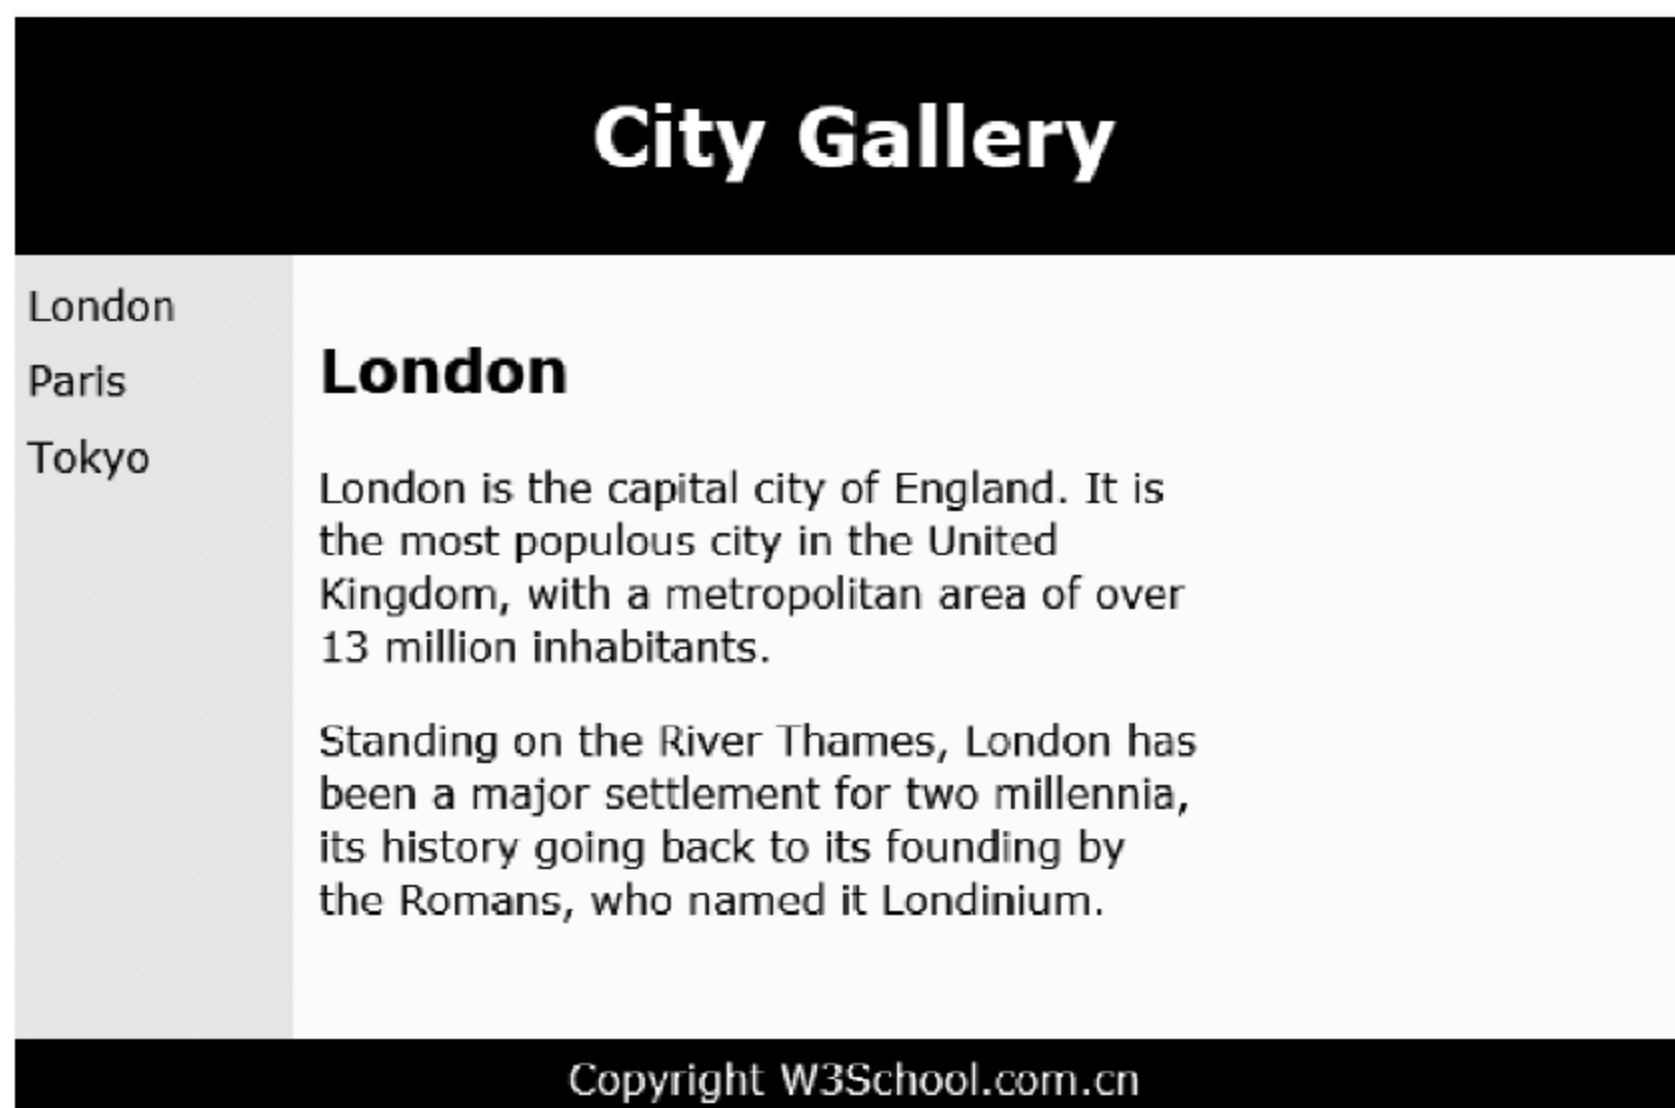 City Gallery
London
Paris
Tokyo
London
London is the capital city of England. It is
the most populous city in the United
Kingdom, with a metropolitan area of over
13 million inhabitants.
Standing on the River Thames, London has
been a major settlement for two millennia,
its history going back to its founding by
the Romans, who named it Londinium.
Copyright W3School.com.cn